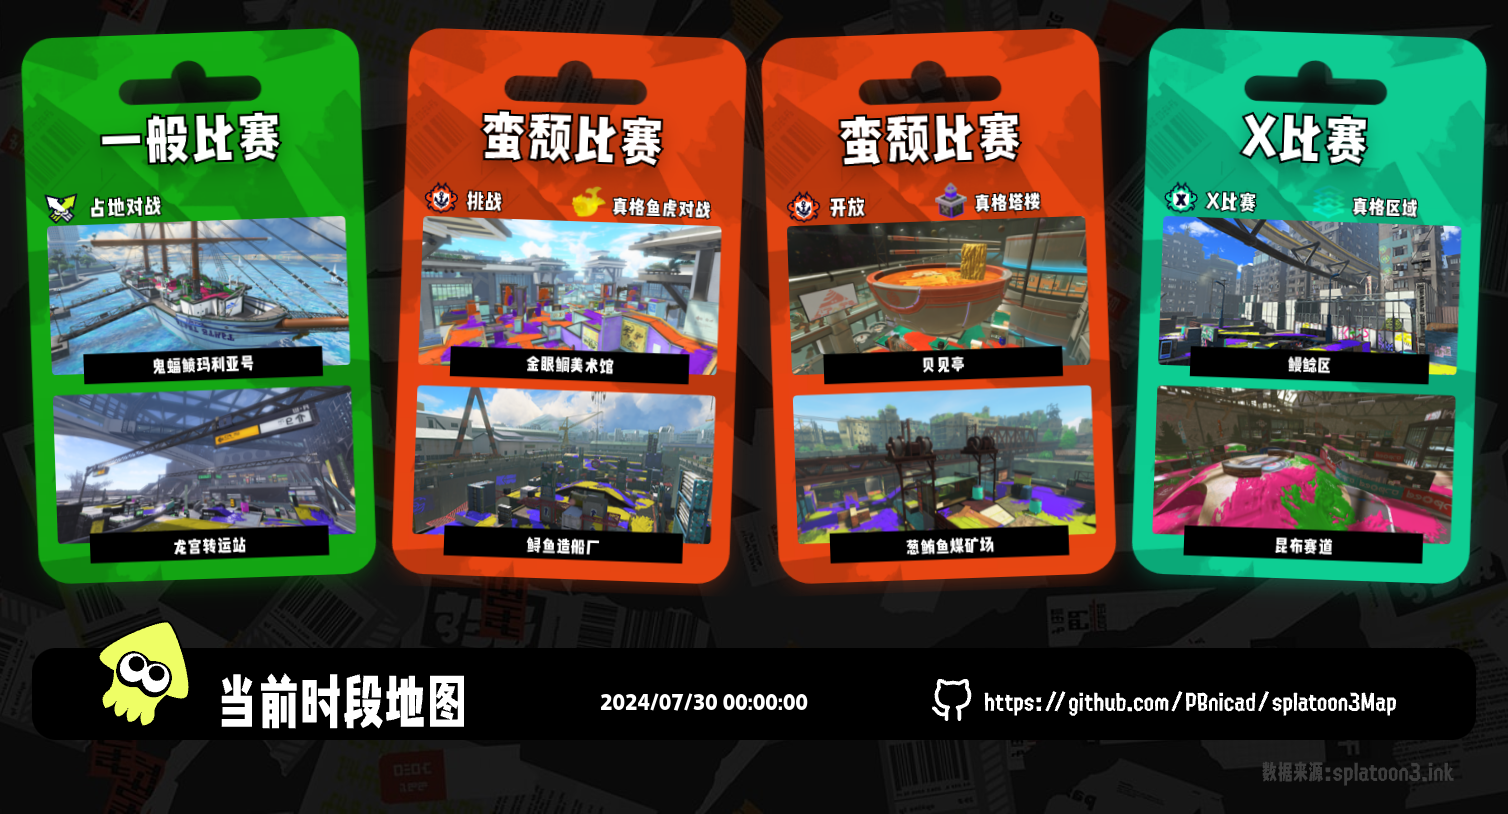 一般比赛
占地对战
鬼蝠鲼玛利亚号
龙宫转运站
蛮颓比赛
挑战
真格鱼虎对战
金眼鲷美术馆
鲟鱼造船厂
蛮颓比赛
开放
真格塔楼
贝见亭
葱鲔鱼煤矿场
X比赛
X比赛
真格区域
鳗鲶区
昆布赛道
当前时段地图
2024/07/30 00:00:00
https://github.com/PBnicad/splatoon3Map
数据来源:splatoon3.ink